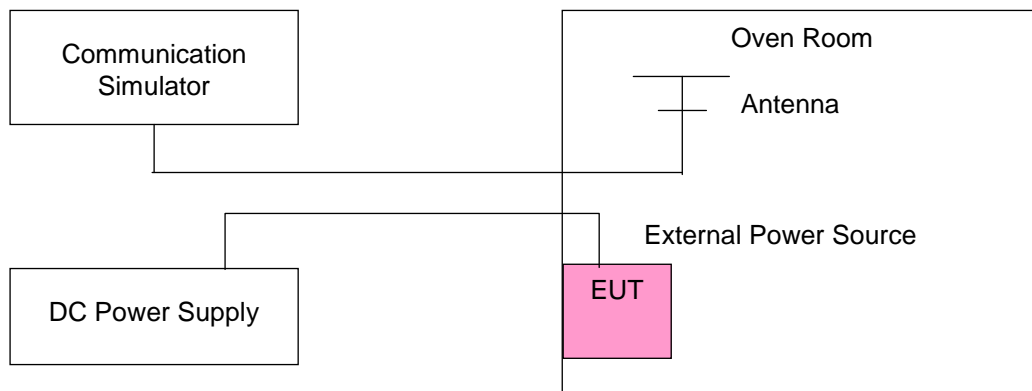 Communication
Simulator
Oven Room
Antenna
External Power Source
DC Power Supply
EUT